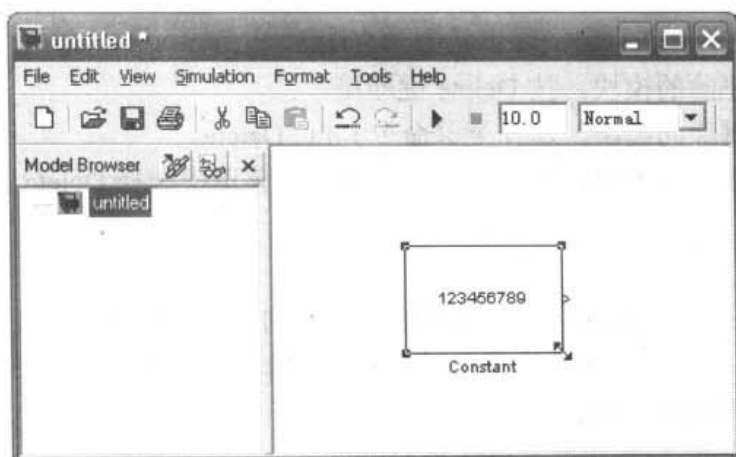 untitled *
File Edit View Simulation Format Tools Help
10.0 Normal
Model Browser
untitled
123456789
Constant